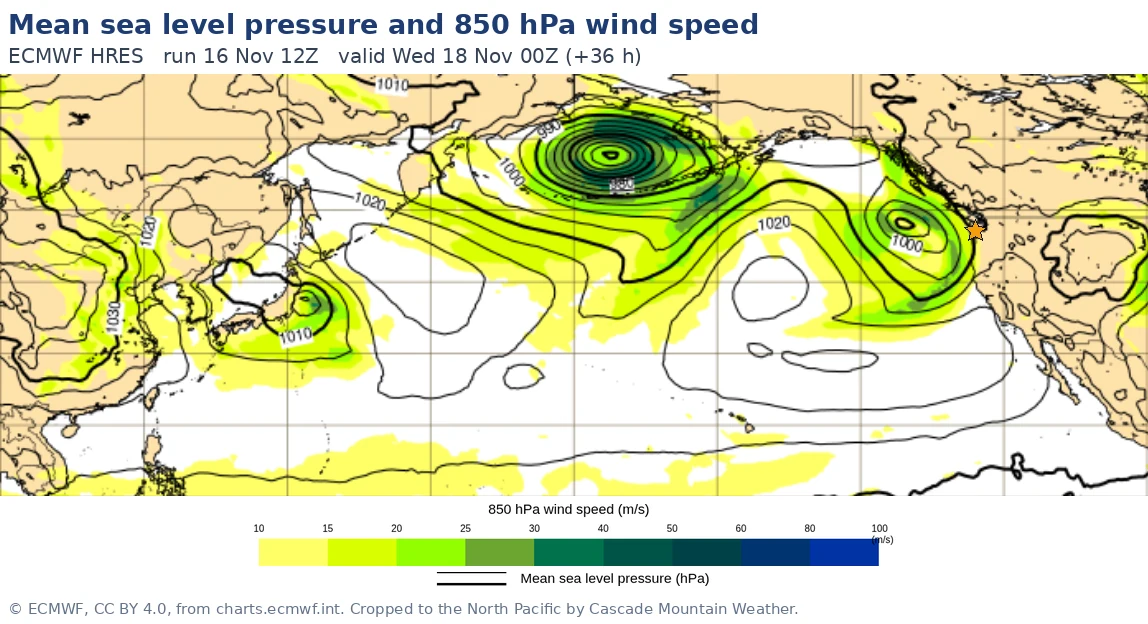 Mean sea level pressure and 850 hPa wind speed
ECMWF HRES run 16 Nov 12Z valid Wed 18 Nov 00Z (+36 h)
1010
990
1000
1020
1020
1020
1000
1030
1010
850 hPa wind speed (m/s)
10 15 20 25 30 40 50 60 80 100
(m/s)
Mean sea level pressure (hPa)
© ECMWF, CC BY 4.0, from charts.ecmwf.int. Cropped to the North Pacific by Cascade Mountain Weather.